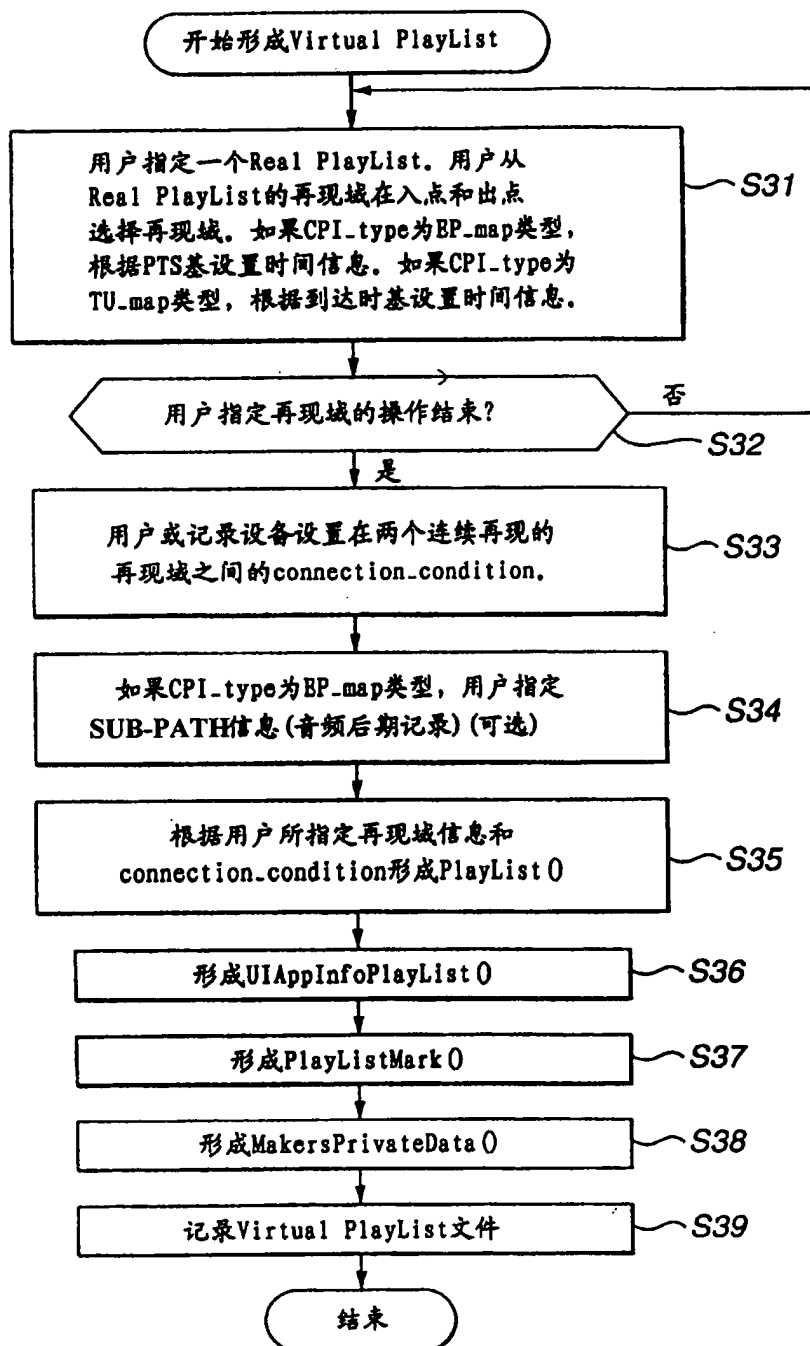 开始形成Virtual PlayList
用户指定一个Real PlayList。用户从
Real PlayList的再现域在入点和出点
选择再现域。如果CPI_type为EP_map类型，
根据PTS基设置时间信息。如果CPI_type为
TU_map类型，根据到达时基设置时间信息。
S31
用户指定再现域的操作结束?
否
S32
是
用户或记录设备设置在两个连续再现的
再现域之间的connection_condition。
S33
如果CPI_type为EP_map类型，用户指定
SUB-PATH信息(音频后期记录)(可选)
S34
根据用户所指定再现域信息和
connection_condition形成PlayList()
S35
形成UIAppInfoPlayList()
S36
形成PlayListMark()
S37
形成MakersPrivateData()
S38
记录Virtual PlayList文件
S39
结束